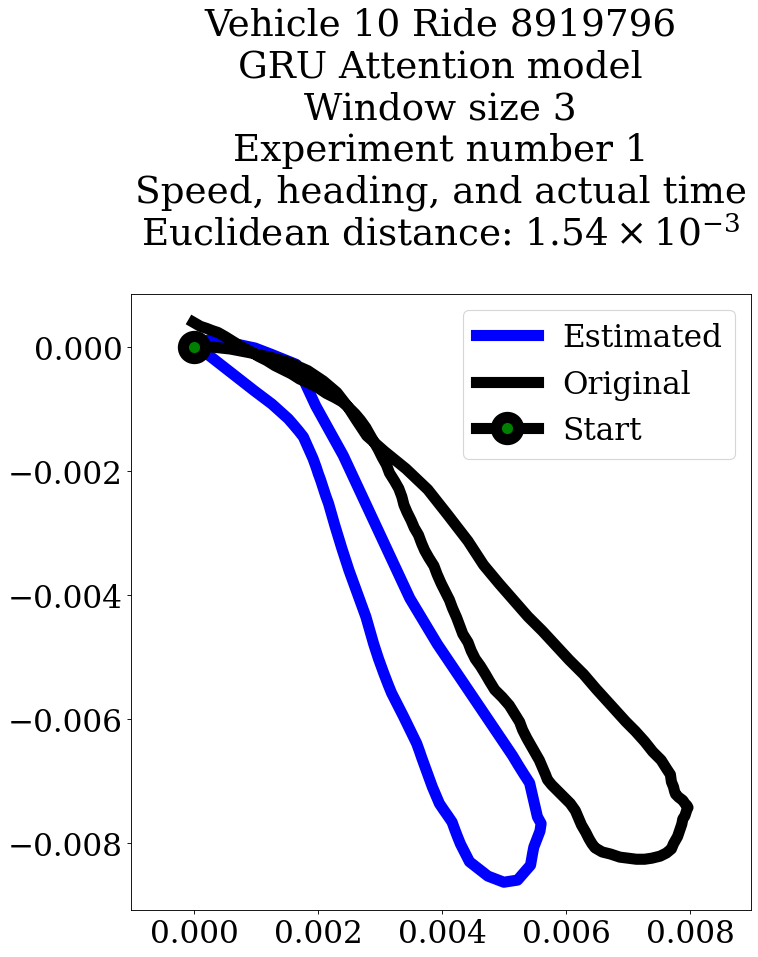 Vehicle 10 Ride 8919796
GRU Attention model
Window size 3
Experiment number 1
Speed, heading, and actual time
Euclidean distance: 1.54 × 10⁻³
Estimated
Original
Start
0.000
−0.002
−0.004
−0.006
−0.008
0.000 0.002 0.004 0.006 0.008